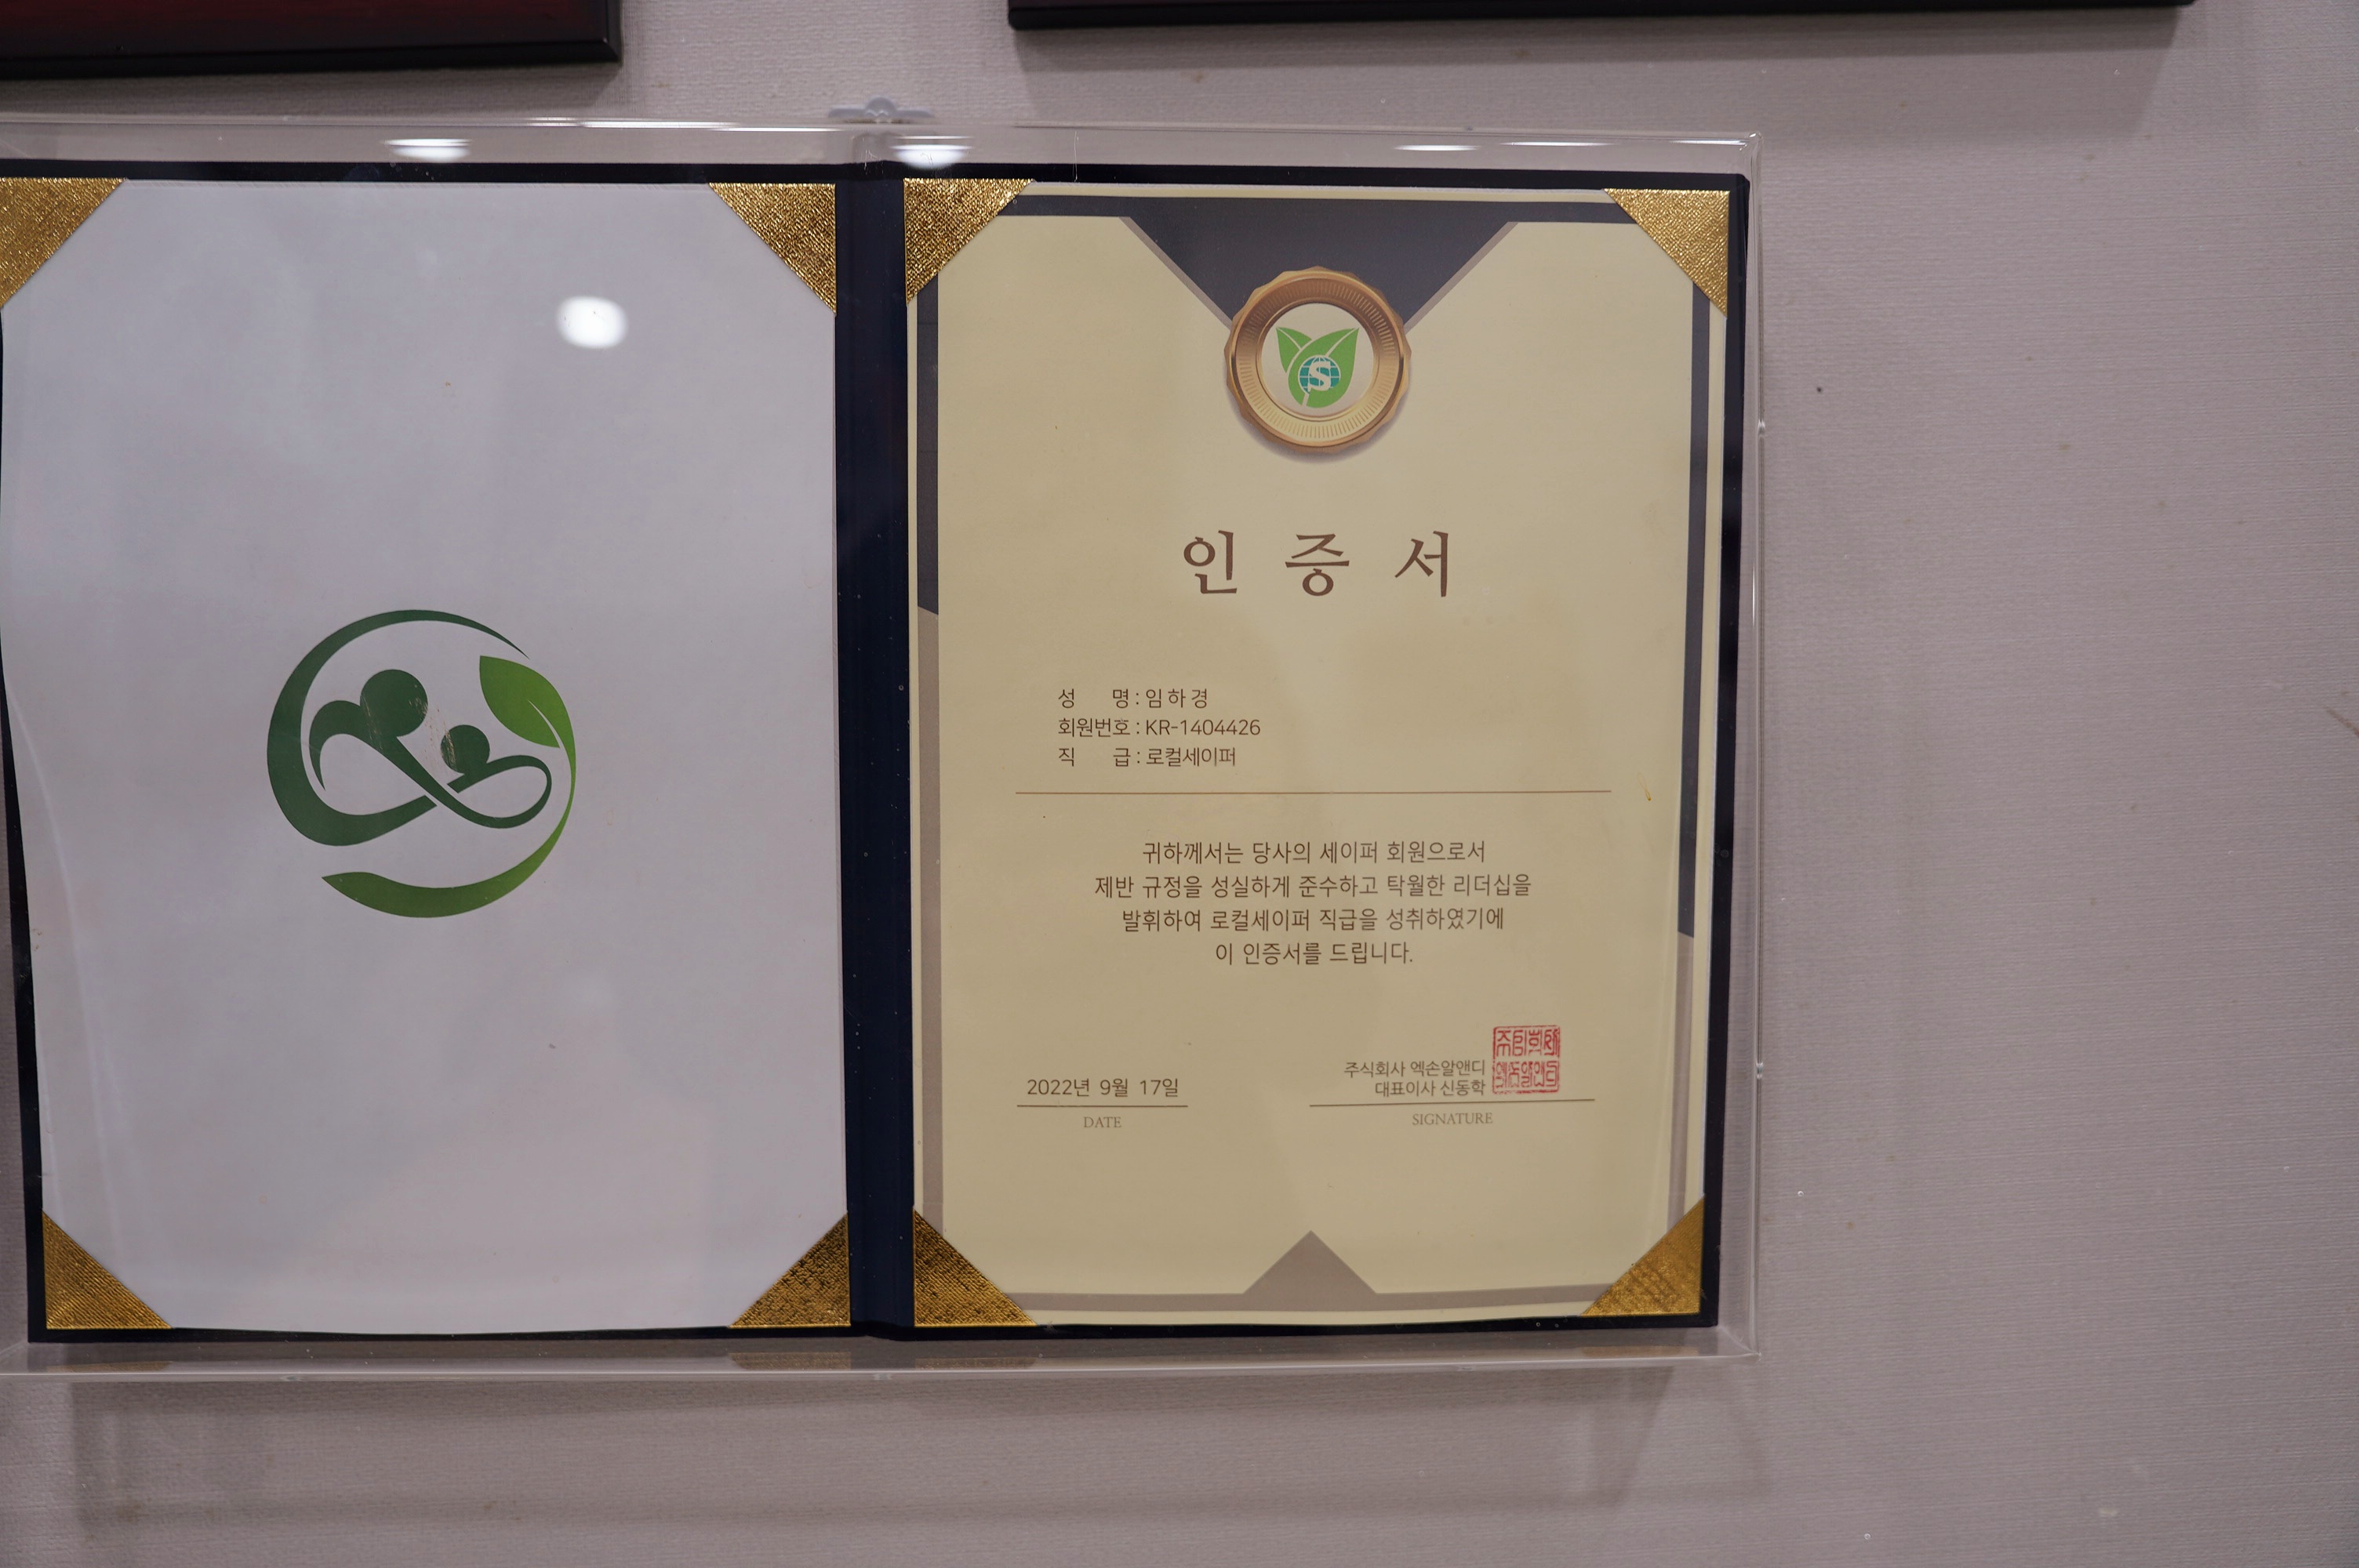 S
인 증 서
성 명 : 임 하 경
회원번호 : KR-1404426
직 급 : 로컬세이퍼
귀하께서는 당사의 세이퍼 회원으로서
제반 규정을 성실하게 준수하고 탁월한 리더십을
발휘하여 로컬세이퍼 직급을 성취하였기에
이 인증서를 드립니다.
2022년 9월 17일
DATE
주식회사 엑손알앤디
대표이사 신동학
SIGNATURE